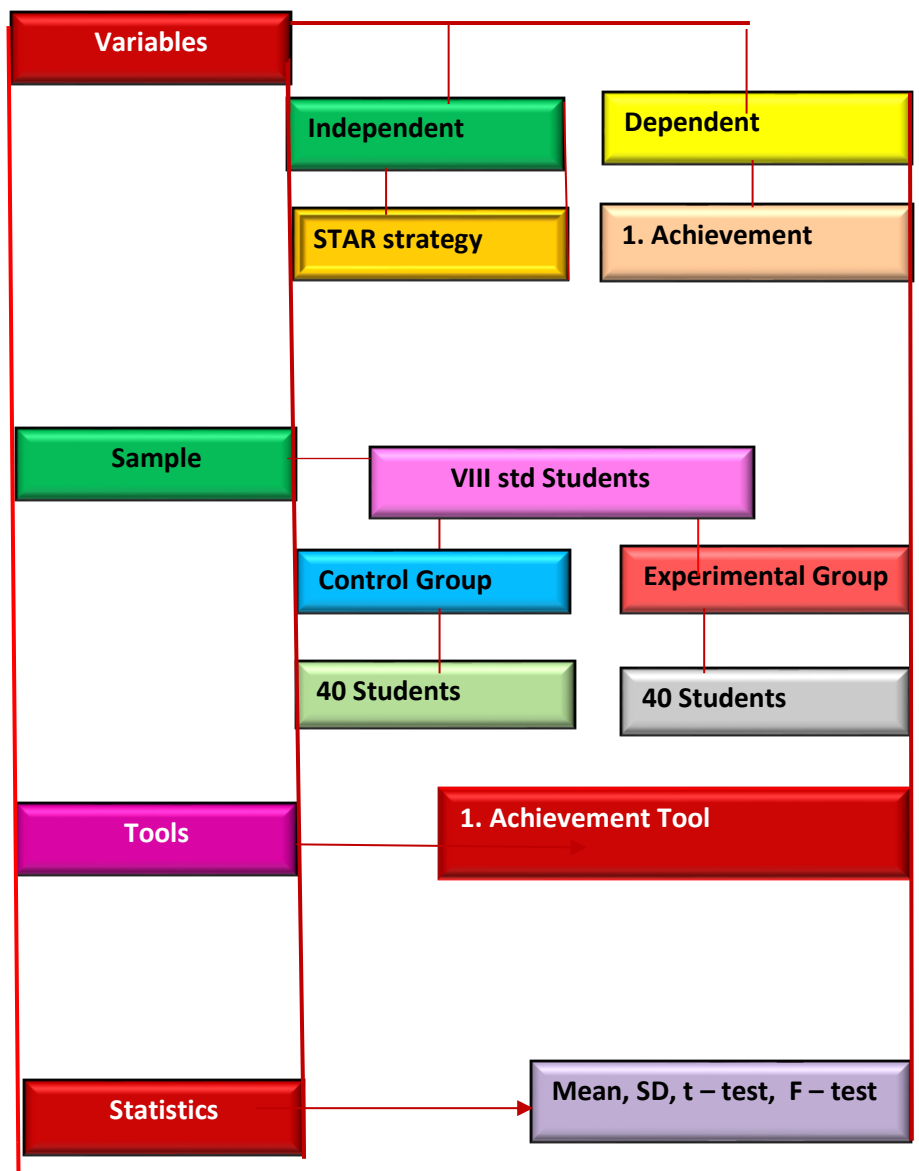 Variables
Independent
Dependent
STAR strategy
1. Achievement
Sample
VIII std Students
Control Group
Experimental Group
40 Students
40 Students
Tools
1. Achievement Tool
Statistics
Mean, SD, t – test, F – test